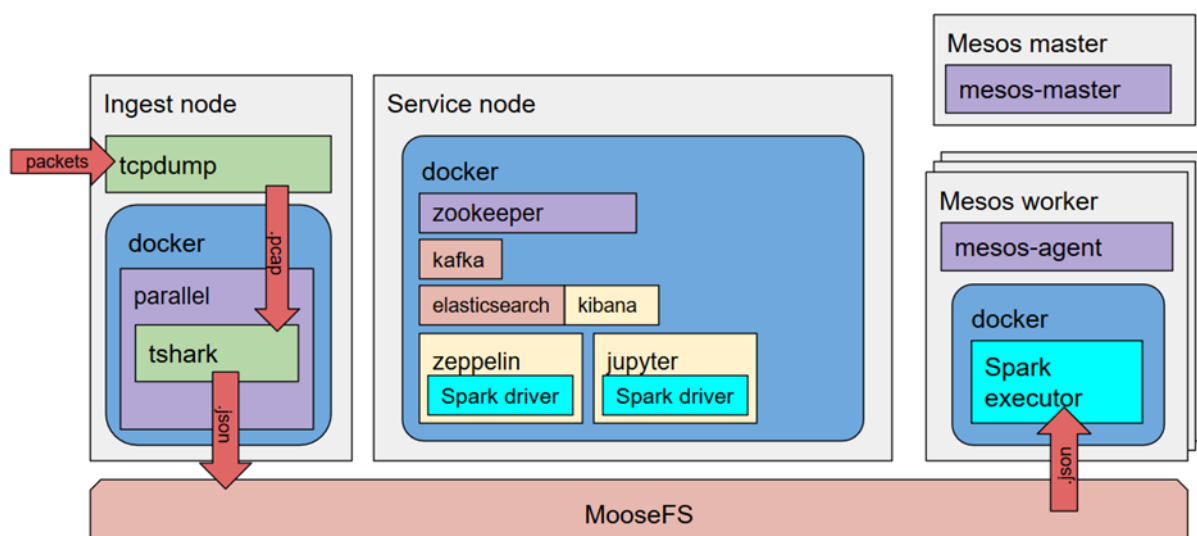 Ingest node
packets
tcpdump
.pcap
docker
parallel
tshark
.json
Service node
docker
zookeeper
kafka
elasticsearch
kibana
zeppelin
Spark driver
jupyter
Spark driver
Mesos master
mesos-master
Mesos worker
mesos-agent
docker
Spark
executor
.json
MooseFS